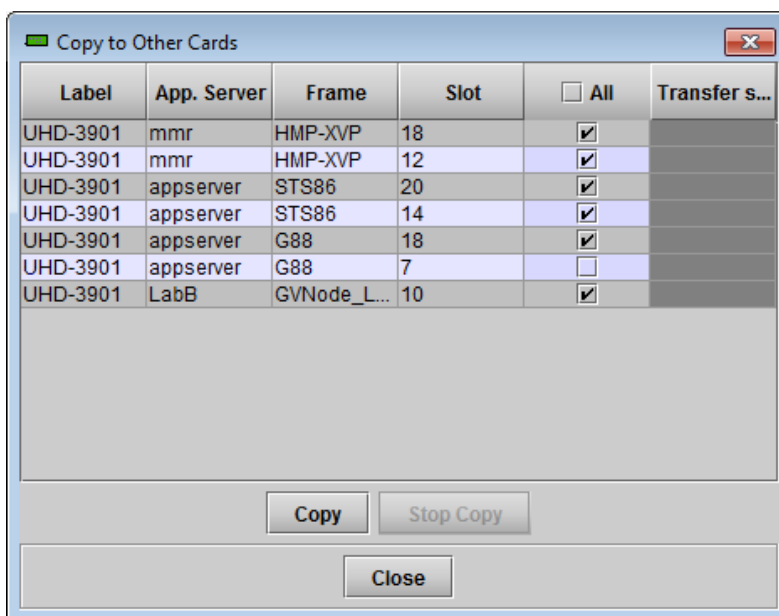 Copy to Other Cards
Label App. Server Frame Slot All Transfer s...
UHD-3901 mmr HMP-XVP 18
UHD-3901 mmr HMP-XVP 12
UHD-3901 appserver STS86 20
UHD-3901 appserver STS86 14
UHD-3901 appserver G88 18
UHD-3901 appserver G88 7
UHD-3901 LabB GVNode_L... 10
Copy Stop Copy
Close